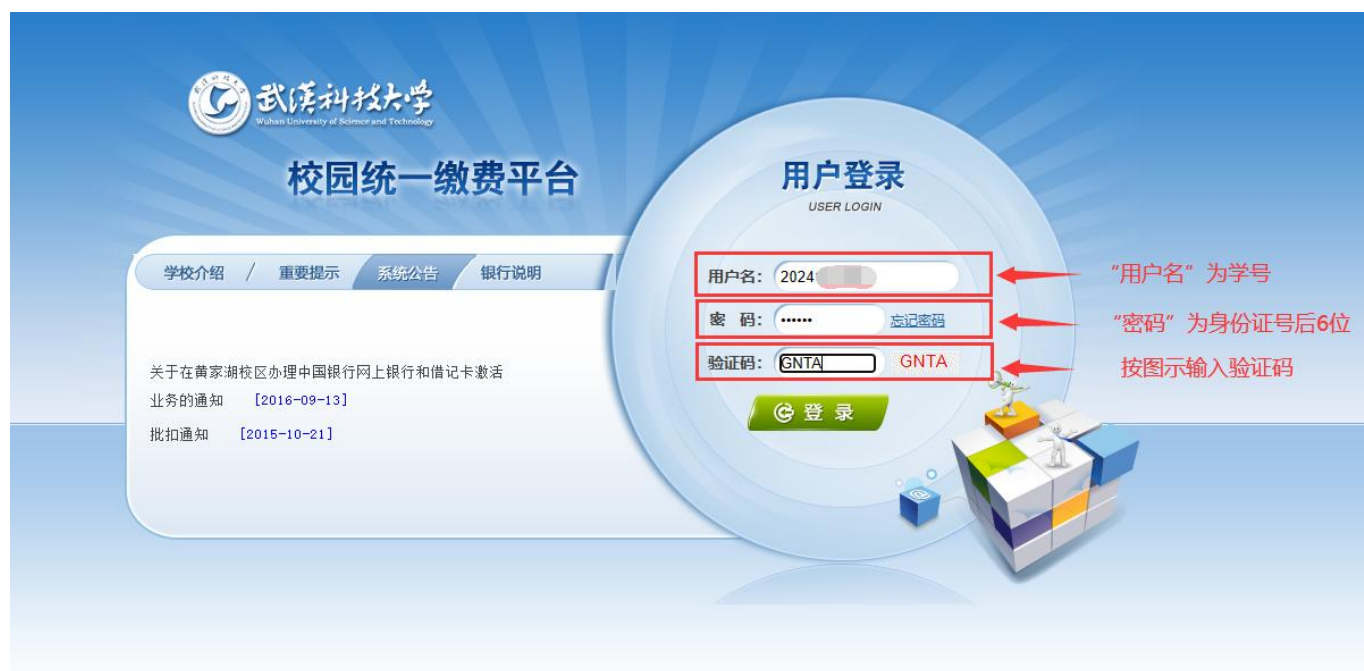 武汉科技大学
Wuhan University of Science and Technology
校园统一缴费平台
学校介绍 / 重要提示 系统公告 银行说明
关于在黄家湖校区办理中国银行网上银行和借记卡激活
业务的通知 [2016-09-13]
批扣通知 [2015-10-21]
用户登录
USER LOGIN
用户名: 2024
“用户名”为学号
密 码: ······ 忘记密码
“密码”为身份证号后6位
验证码: GNTA GNTA
按图示输入验证码
登 录
@